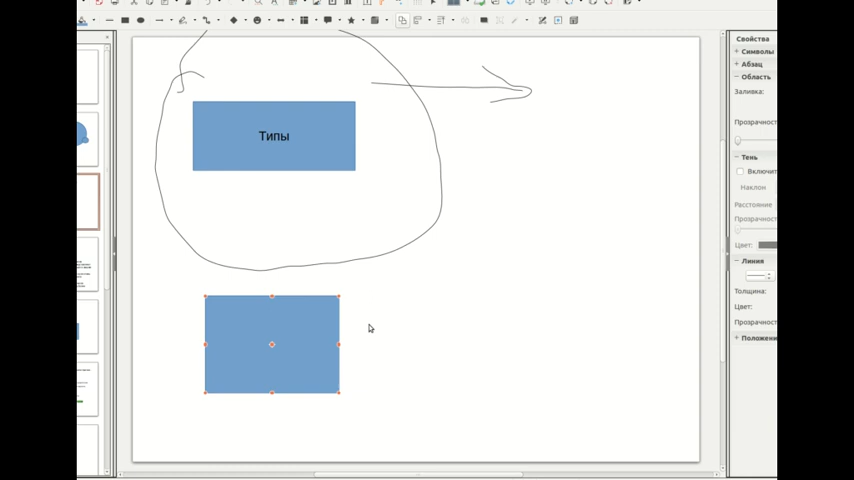 Свойства
Символы
Абзац
Область
Заливка:
Прозрачност
Тень
Включит
Наклон
Расстояние
Прозрачност
Цвет:
Линия
Толщина:
Цвет:
Прозрачност
Положени
Типы